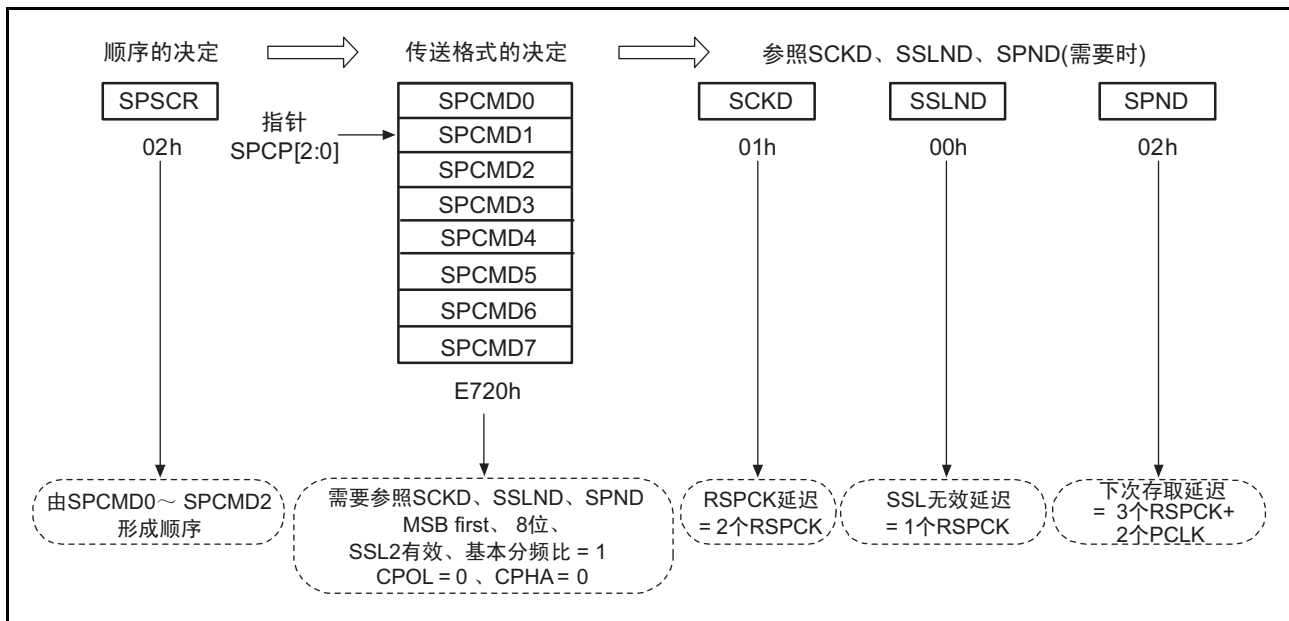 顺序的决定
传送格式的决定
参照SCKD、SSLND、SPND(需要时)
SPSCR
02h
指针
SPCP[2:0]
SPCMD0
SPCMD1
SPCMD2
SPCMD3
SPCMD4
SPCMD5
SPCMD6
SPCMD7
E720h
SCKD
01h
SSLND
00h
SPND
02h
由SPCMD0～ SPCMD2
形成顺序
需要参照SCKD、SSLND、SPND
MSB first、 8位、
SSL2有效、基本分频比 = 1
CPOL = 0 、CPHA = 0
RSPCK延迟
= 2个RSPCK
SSL无效延迟
= 1个RSPCK
下次存取延迟
= 3个RSPCK+
2个PCLK